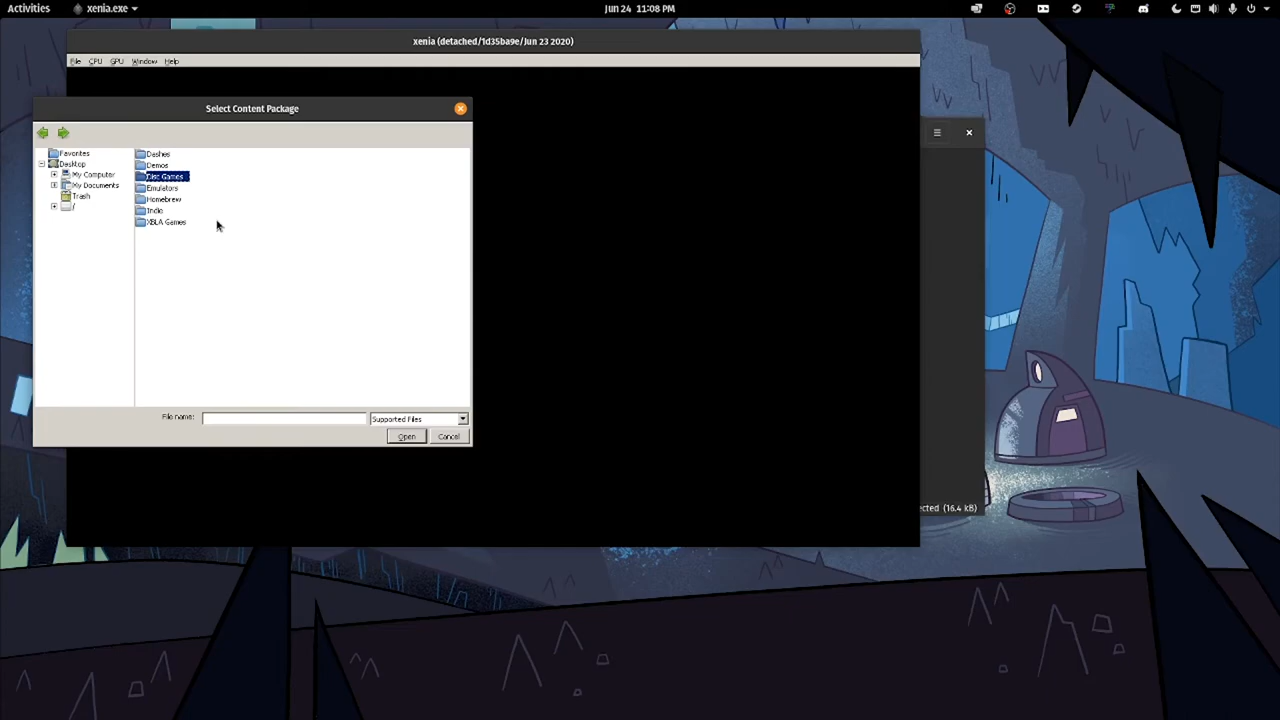 Activities
xenia.exe
Jun 24 11:08 PM
xenia (detached/1d35ba9e/Jun 23 2020)
File CPU GPU Window Help
Select Content Package
Favorites
Desktop
My Computer
My Documents
Trash
/
Dashes
Demos
Disc Games
Emulators
Homebrew
Indie
XBLA Games
File name:
Supported Files
Open Cancel
ected (16.4 kB)